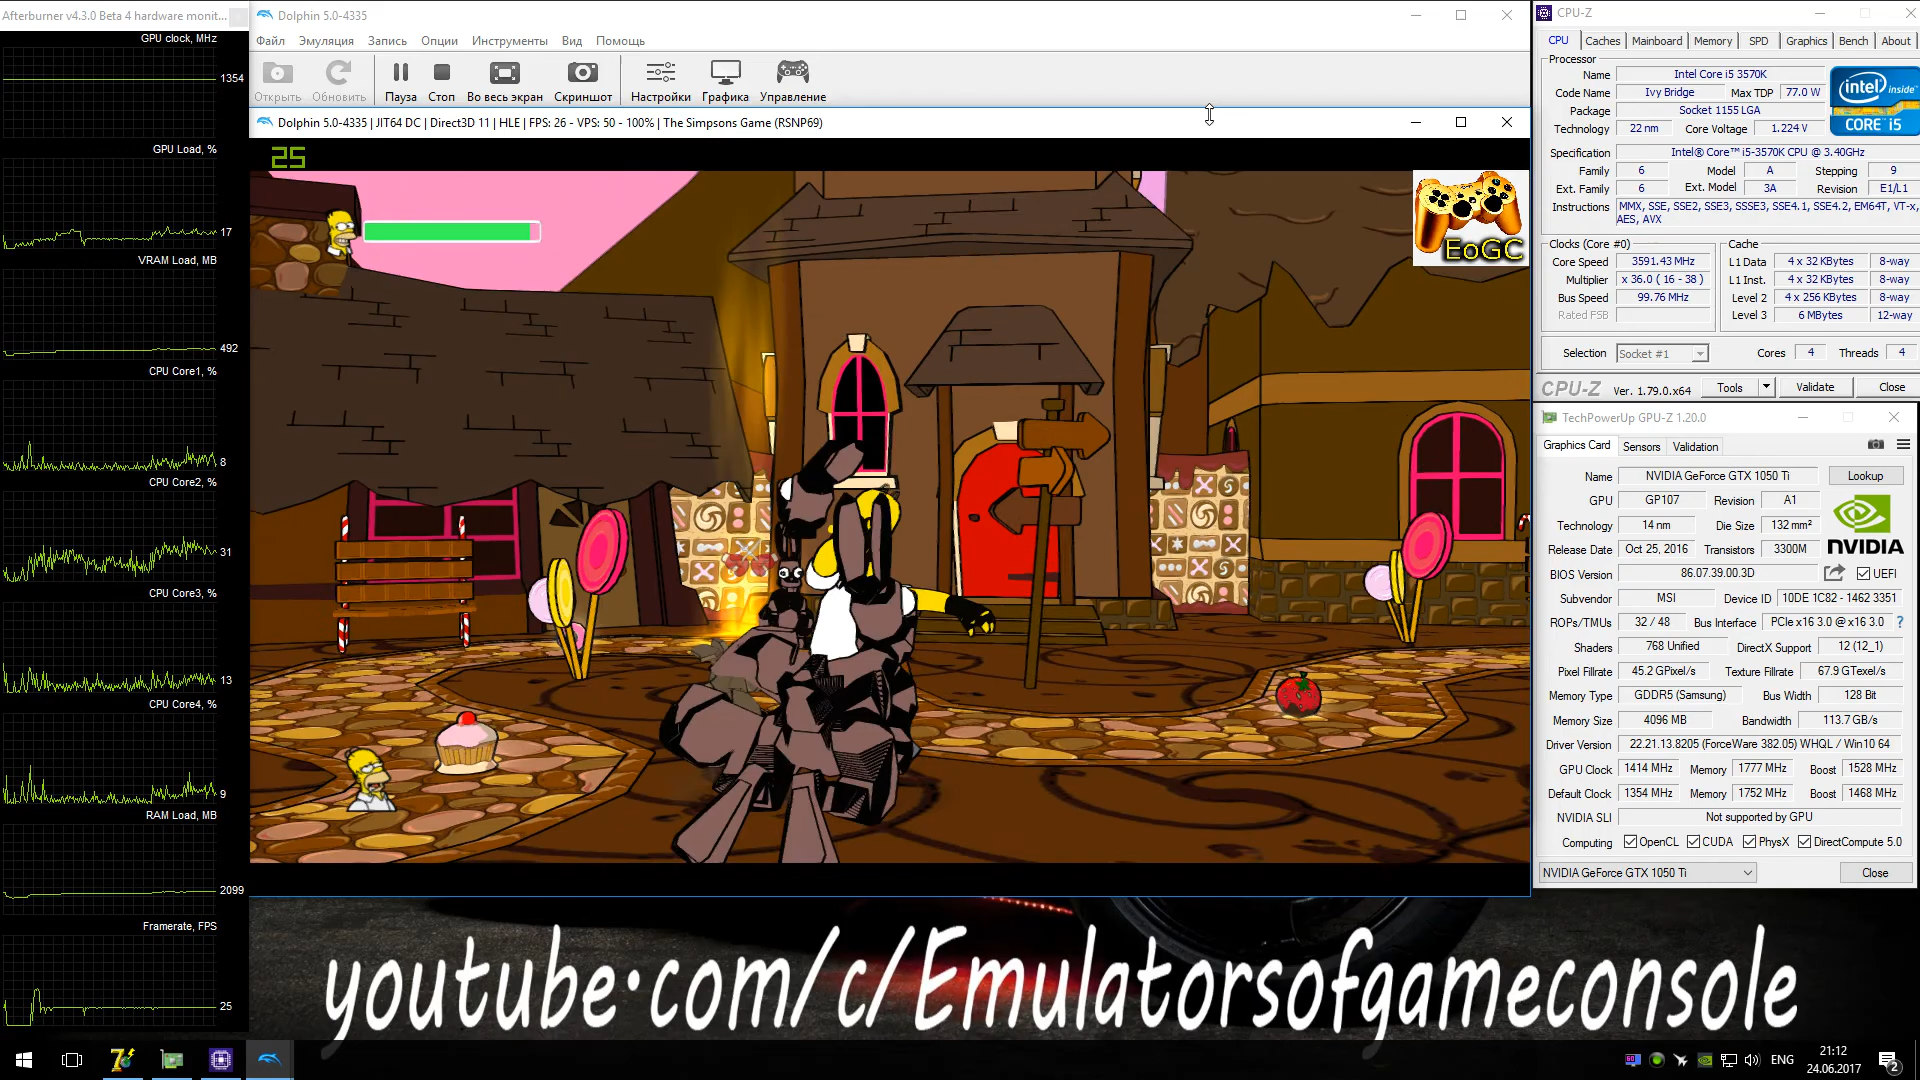 Afterburner v4.3.0 Beta 4 hardware monit...
GPU clock, MHz
1354
GPU Load, %
17
VRAM Load, MB
492
CPU Core1, %
8
CPU Core2, %
31
CPU Core3, %
13
CPU Core4, %
9
RAM Load, MB
2099
Framerate, FPS
25
Dolphin 5.0-4335
Файл Эмуляция Запись Опции Инструменты Вид Помощь
Открыть Обновить Пауза Стоп Во весь экран Скриншот Настройки Графика Управление
Dolphin 5.0-4335 | JIT64 DC | Direct3D 11 | HLE | FPS: 26 - VPS: 50 - 100% | The Simpsons Game (RSNP69)
25
EoGC
CPU-Z
CPU Caches Mainboard Memory SPD Graphics Bench About
Processor
Name Intel Core i5 3570K
Code Name Ivy Bridge Max TDP 77.0 W
Package Socket 1155 LGA
Technology 22 nm Core Voltage 1.224 V
intel inside™
CORE i5
Specification Intel® Core™ i5-3570K CPU @ 3.40GHz
Family 6 Model A Stepping 9
Ext. Family 6 Ext. Model 3A Revision E1/L1
Instructions MMX, SSE, SSE2, SSE3, SSSE3, SSE4.1, SSE4.2, EM64T, VT-x,
AES, AVX
Clocks (Core #0) Cache
Core Speed 3591.43 MHz L1 Data 4 x 32 KBytes 8-way
Multiplier x 36.0 ( 16 - 38 ) L1 Inst. 4 x 32 KBytes 8-way
Bus Speed 99.76 MHz Level 2 4 x 256 KBytes 8-way
Rated FSB Level 3 6 MBytes 12-way
Selection Socket #1 Cores 4 Threads 4
CPU-Z Ver. 1.79.0.x64 Tools Validate Close
TechPowerUp GPU-Z 1.20.0
Graphics Card Sensors Validation
Name NVIDIA GeForce GTX 1050 Ti Lookup
GPU GP107 Revision A1
Technology 14 nm Die Size 132 mm²
Release Date Oct 25, 2016 Transistors 3300M
NVIDIA
BIOS Version 86.07.39.00.3D UEFI
Subvendor MSI Device ID 10DE 1C82 - 1462 3351
ROPs/TMUs 32 / 48 Bus Interface PCIe x16 3.0 @ x16 3.0 ?
Shaders 768 Unified DirectX Support 12 (12_1)
Pixel Fillrate 45.2 GPixel/s Texture Fillrate 67.9 GTexel/s
Memory Type GDDR5 (Samsung) Bus Width 128 Bit
Memory Size 4096 MB Bandwidth 113.7 GB/s
Driver Version 22.21.13.8205 (ForceWare 382.05) WHQL / Win10 64
GPU Clock 1414 MHz Memory 1777 MHz Boost 1528 MHz
Default Clock 1354 MHz Memory 1752 MHz Boost 1468 MHz
NVIDIA SLI Not supported by GPU
Computing OpenCL CUDA PhysX DirectCompute 5.0
NVIDIA GeForce GTX 1050 Ti Close
youtube.com/c/Emulatorsofgameconsole
ENG
21:12
24.06.2017
2